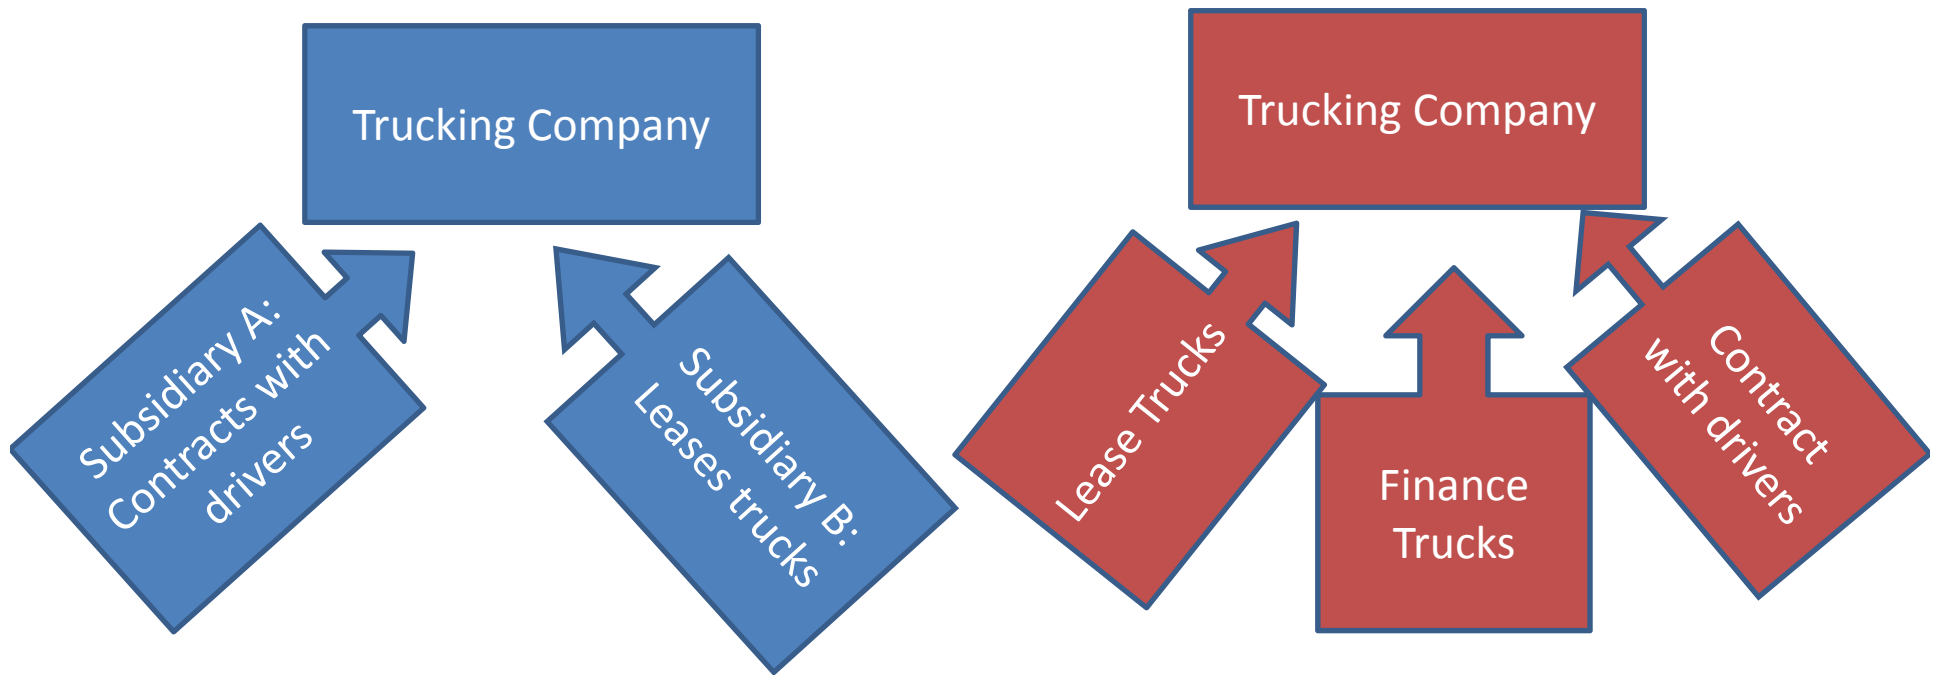 Trucking Company
Subsidiary A:
Contracts with
drivers
Subsidiary B:
Leases trucks
Trucking Company
Lease Trucks
Finance
Trucks
Contract
with drivers